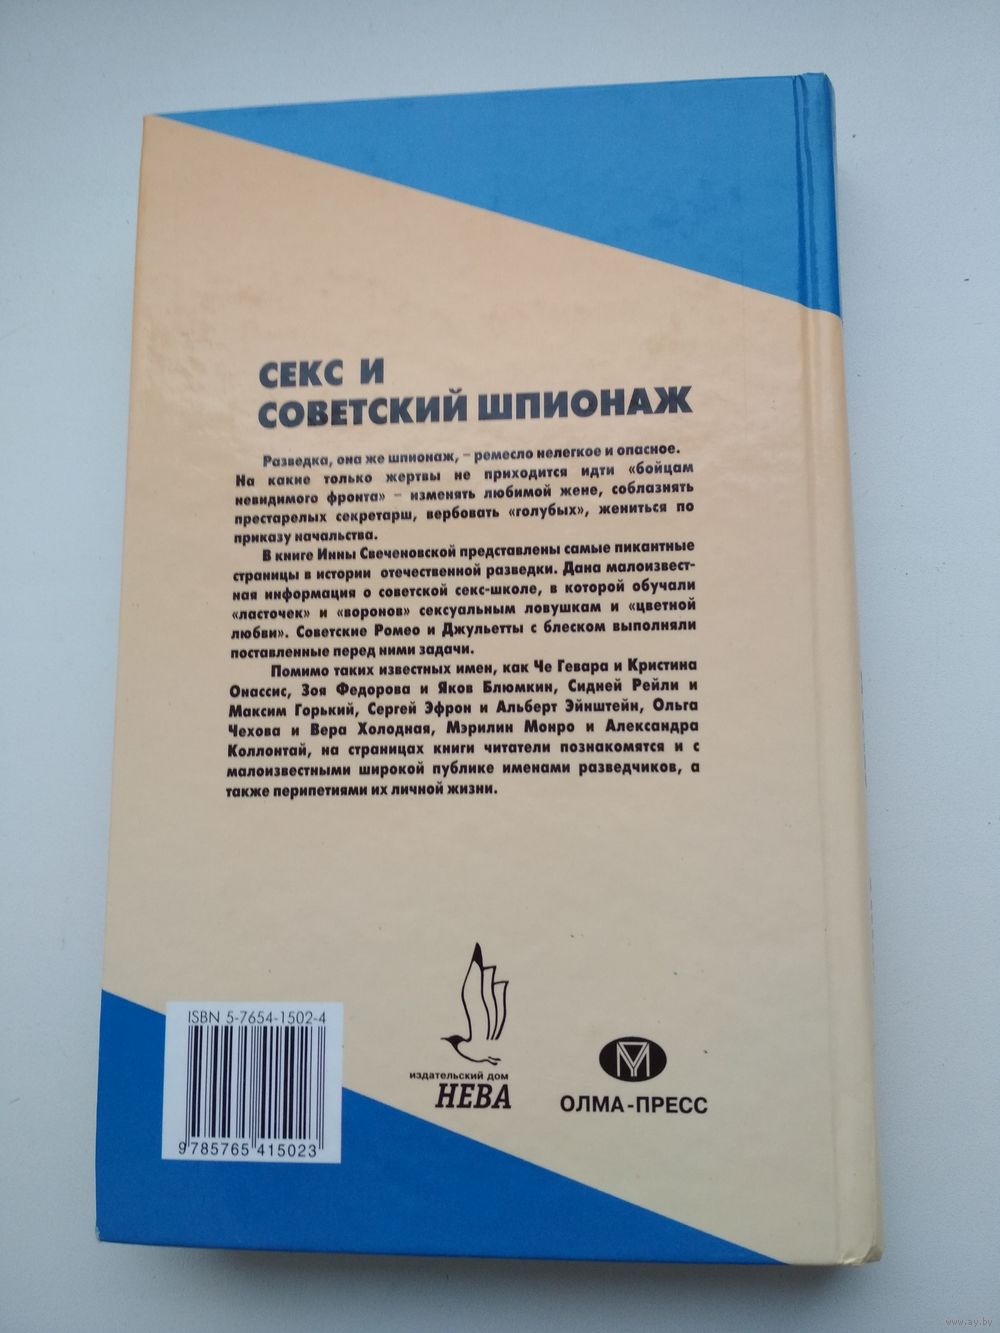 СЕКС И
СОВЕТСКИЙ ШПИОНАЖ
Разведка, она же шпионаж, – ремесло нелегкое и опасное.
На какие только жертвы не приходится идти «бойцам
невидимого фронта» – изменять любимой жене, соблазнять
престарелых секретарш, вербовать «голубых», жениться по
приказу начальства.
В книге Инны Свеченовской представлены самые пикантные
страницы в истории отечественной разведки. Дана малоизвест-
ная информация о советской секс-школе, в которой обучали
«ласточек» и «воронов» сексуальным ловушкам и «цветной
любви». Советские Ромео и Джульетты с блеском выполняли
поставленные перед ними задачи.
Помимо таких известных имен, как Че Гевара и Кристина
Онассис, Зоя Федорова и Яков Блюмкин, Сидней Рейли и
Максим Горький, Сергей Эфрон и Альберт Эйнштейн, Ольга
Чехова и Вера Холодная, Мэрилин Монро и Александра
Коллонтай, на страницах книги читатели познакомятся и с
малоизвестными широкой публике именами разведчиков, а
также перипетиями их личной жизни.
ISBN 5-7654-1502-4
9 785765 415023
издательский дом
НЕВА
ОЛМА-ПРЕСС
www.ay.by